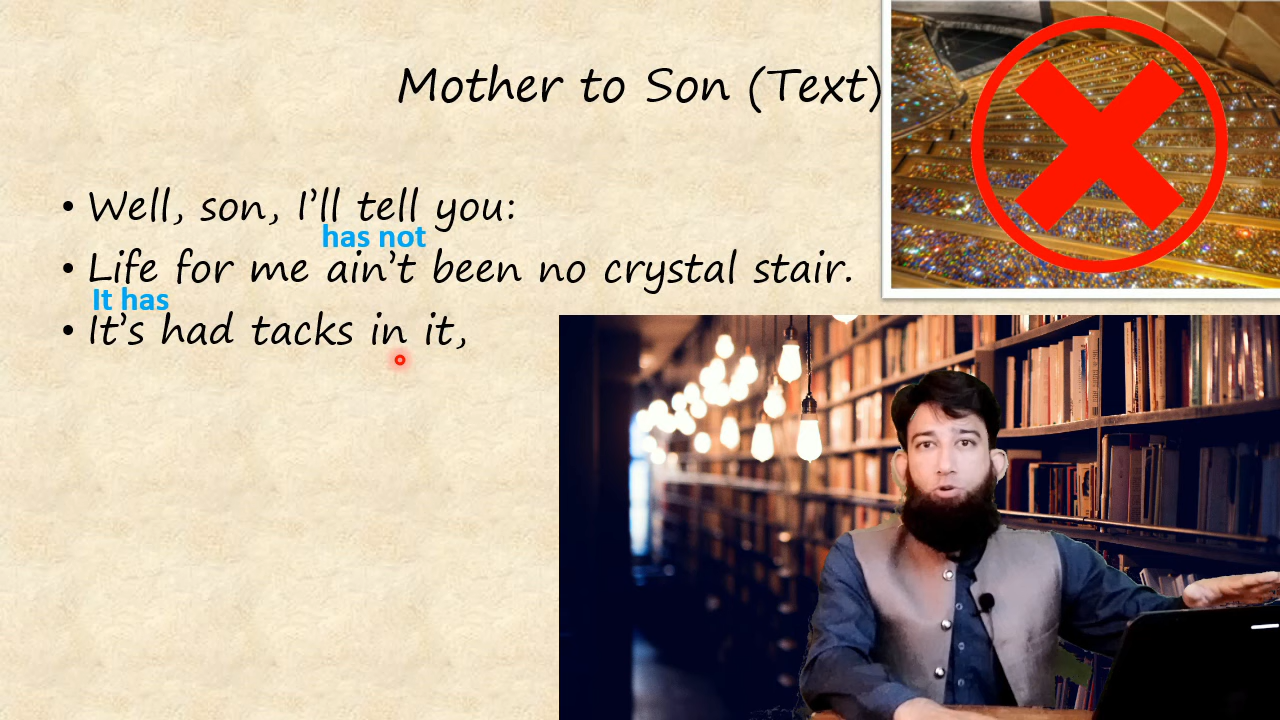 Mother to Son (Text)
• Well, son, I'll tell you:
has not
• Life for me ain't been no crystal stair.
It has
• It's had tacks in it,